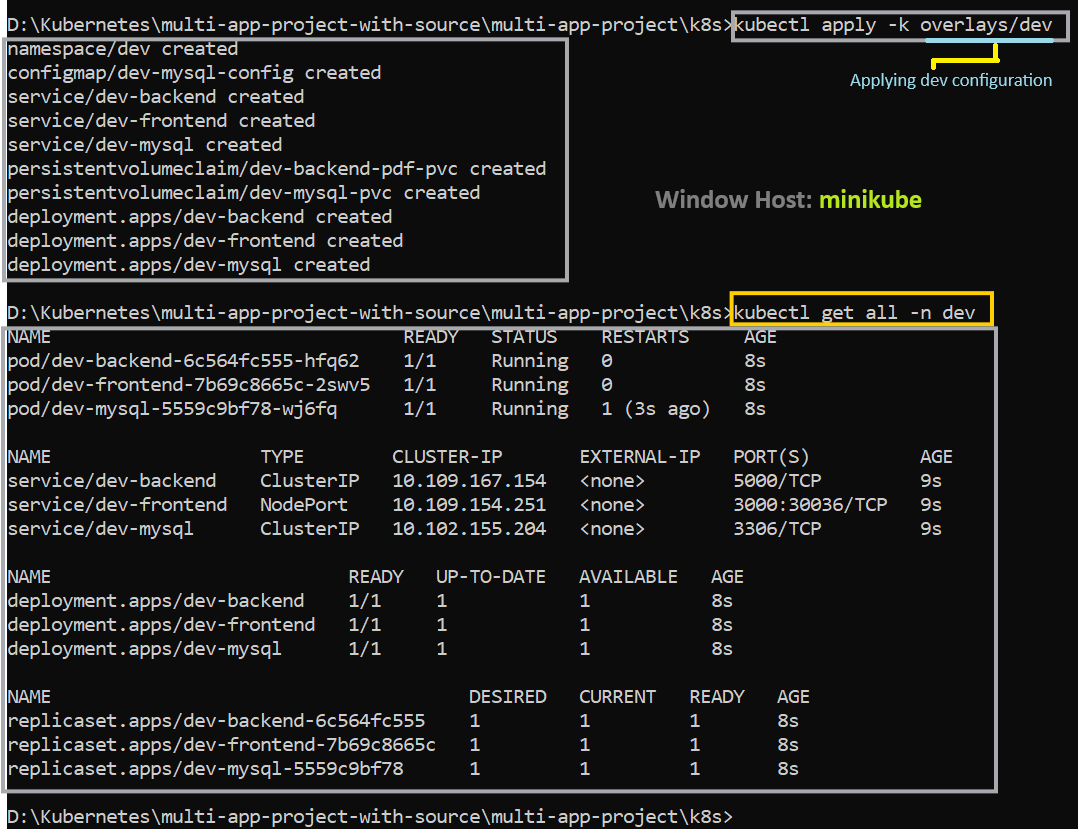 D:\Kubernetes\multi-app-project-with-source\multi-app-project\k8s>kubectl apply -k overlays/dev
namespace/dev created
configmap/dev-mysql-config created
Applying dev configuration
service/dev-backend created
service/dev-frontend created
service/dev-mysql created
persistentvolumeclaim/dev-backend-pdf-pvc created
persistentvolumeclaim/dev-mysql-pvc created
Window Host: minikube
deployment.apps/dev-backend created
deployment.apps/dev-frontend created
deployment.apps/dev-mysql created
D:\Kubernetes\multi-app-project-with-source\multi-app-project\k8s>kubectl get all -n dev
NAME READY STATUS RESTARTS AGE
pod/dev-backend-6c564fc555-hfq62 1/1 Running 0 8s
pod/dev-frontend-7b69c8665c-2swv5 1/1 Running 0 8s
pod/dev-mysql-5559c9bf78-wj6fq 1/1 Running 1 (3s ago) 8s
NAME TYPE CLUSTER-IP EXTERNAL-IP PORT(S) AGE
service/dev-backend ClusterIP 10.109.167.154 <none> 5000/TCP 9s
service/dev-frontend NodePort 10.109.154.251 <none> 3000:30036/TCP 9s
service/dev-mysql ClusterIP 10.102.155.204 <none> 3306/TCP 9s
NAME READY UP-TO-DATE AVAILABLE AGE
deployment.apps/dev-backend 1/1 1 1 8s
deployment.apps/dev-frontend 1/1 1 1 8s
deployment.apps/dev-mysql 1/1 1 1 8s
NAME DESIRED CURRENT READY AGE
replicaset.apps/dev-backend-6c564fc555 1 1 1 8s
replicaset.apps/dev-frontend-7b69c8665c 1 1 1 8s
replicaset.apps/dev-mysql-5559c9bf78 1 1 1 8s
D:\Kubernetes\multi-app-project-with-source\multi-app-project\k8s>